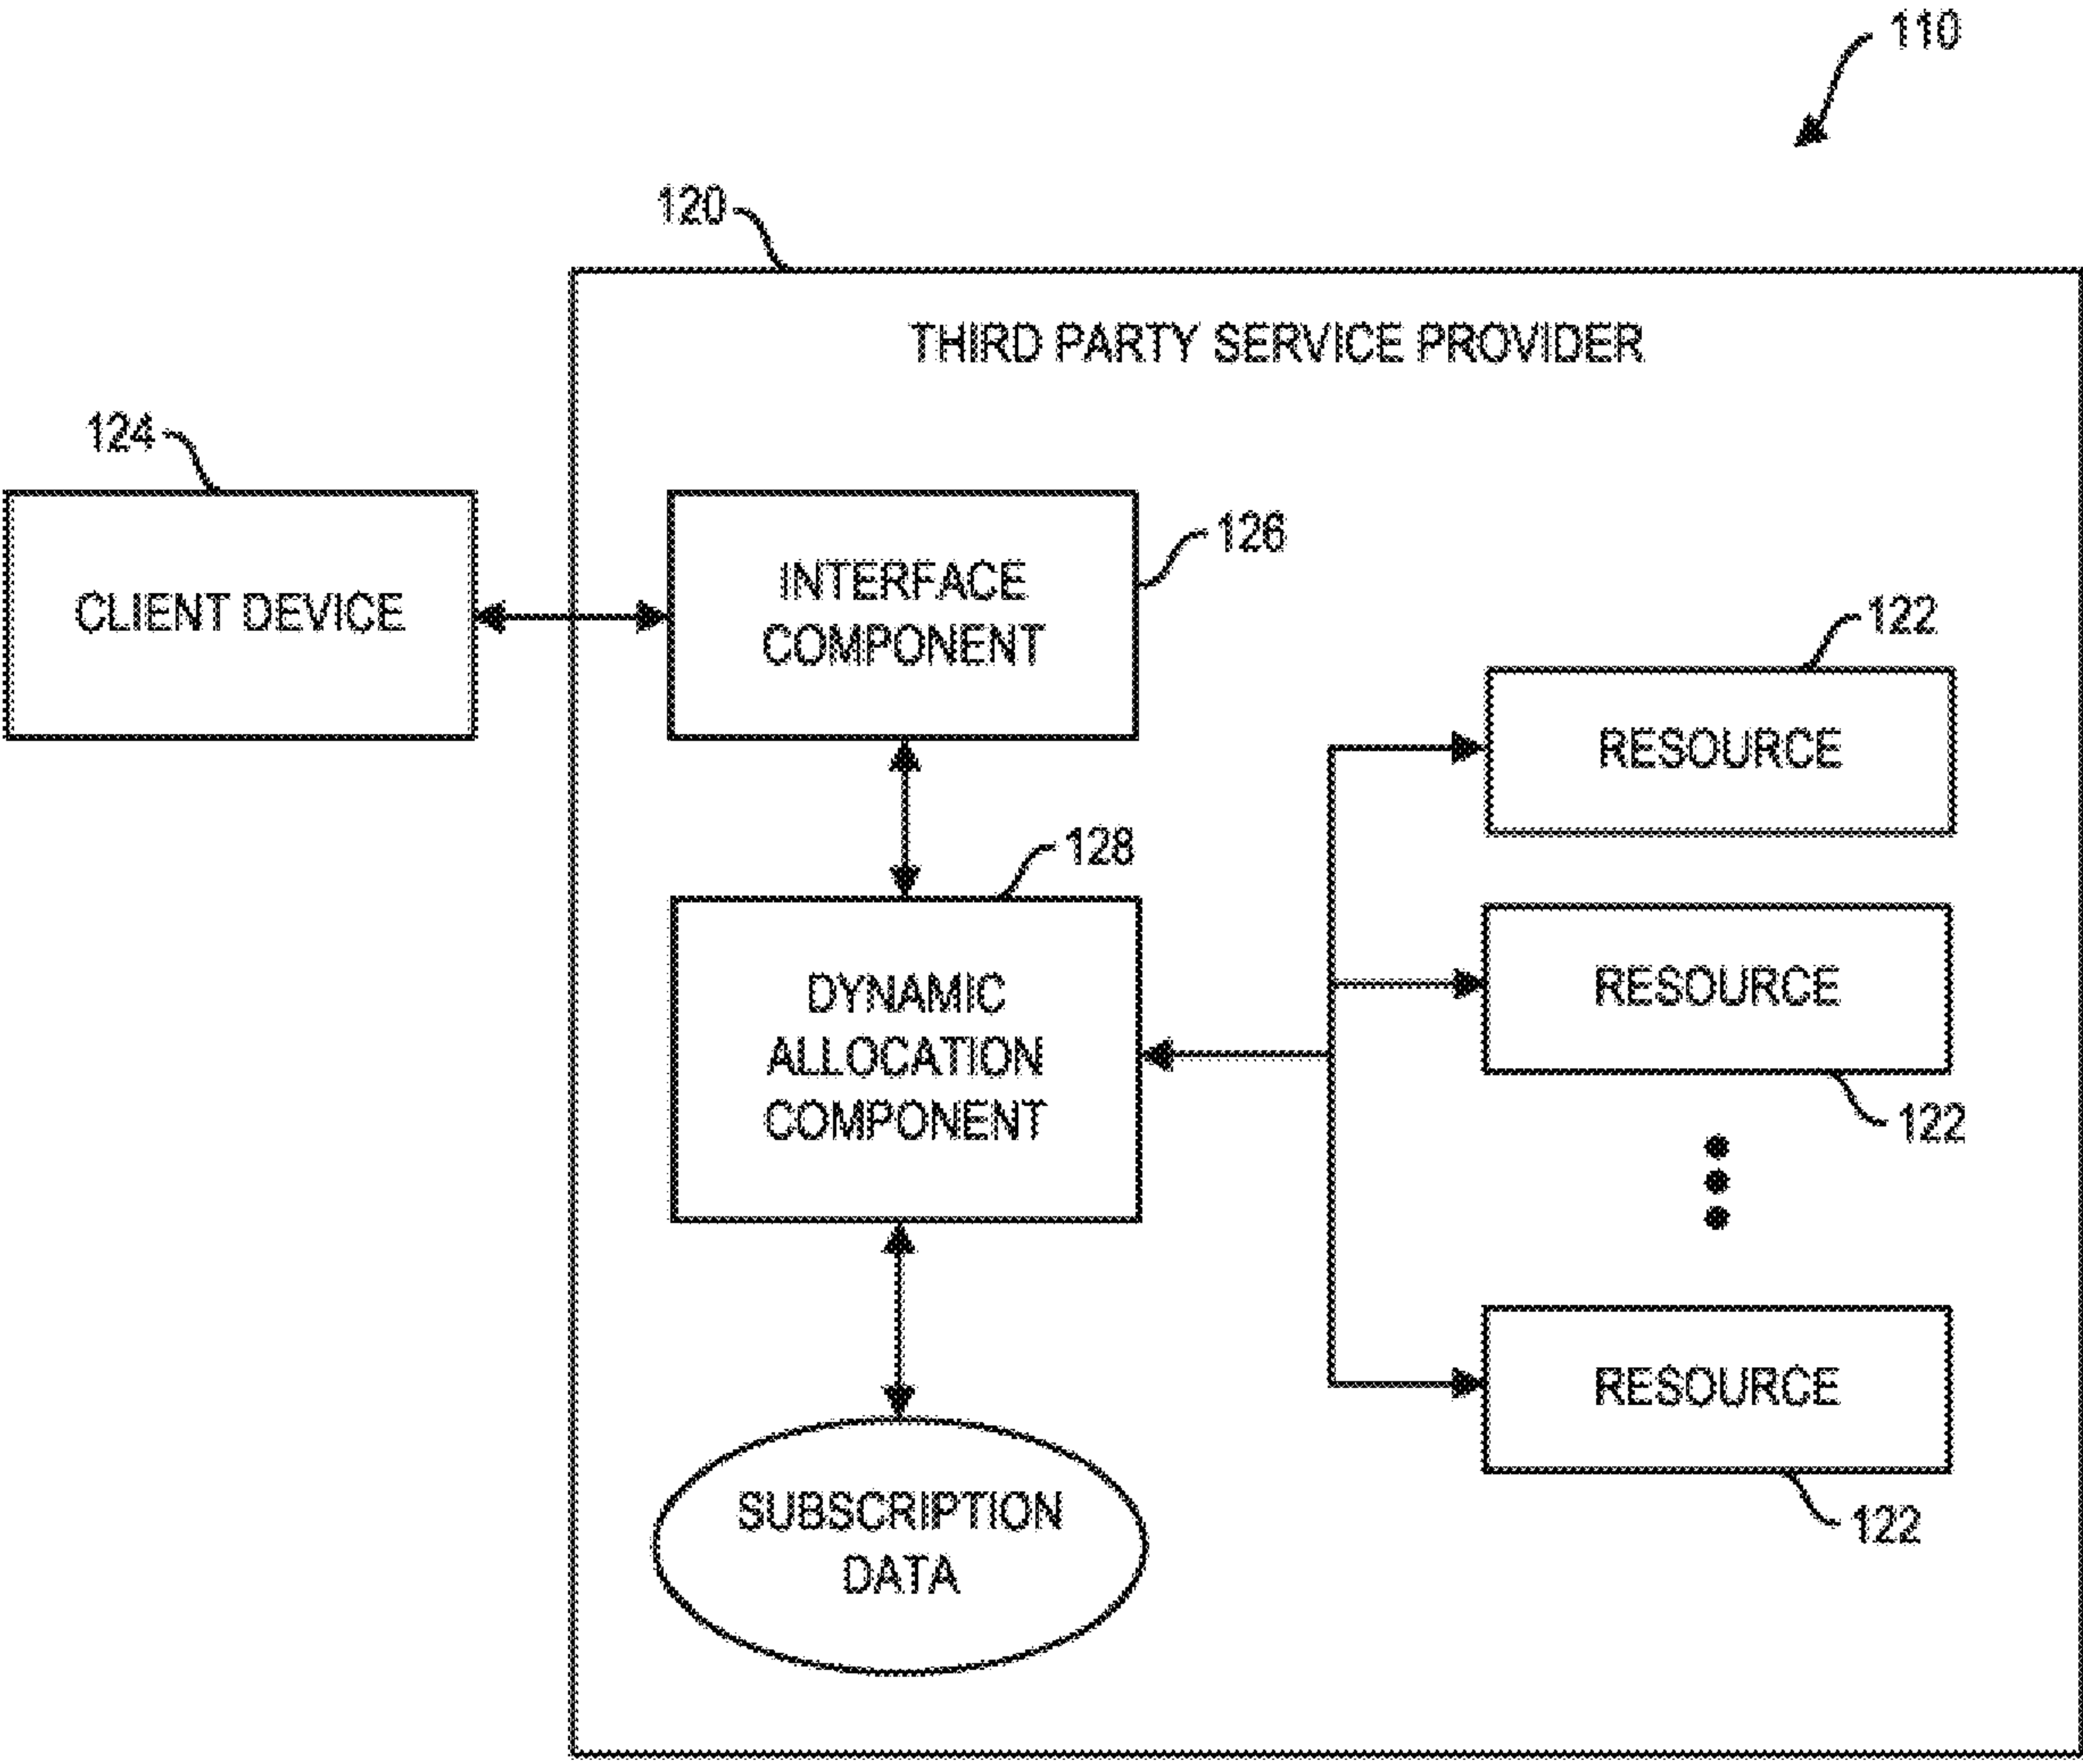 110
120
THIRD PARTY SERVICE PROVIDER
124
CLIENT DEVICE
INTERFACE
COMPONENT
126
122
RESOURCE
128
DYNAMIC
ALLOCATION
COMPONENT
RESOURCE
122
RESOURCE
122
SUBSCRIPTION
DATA